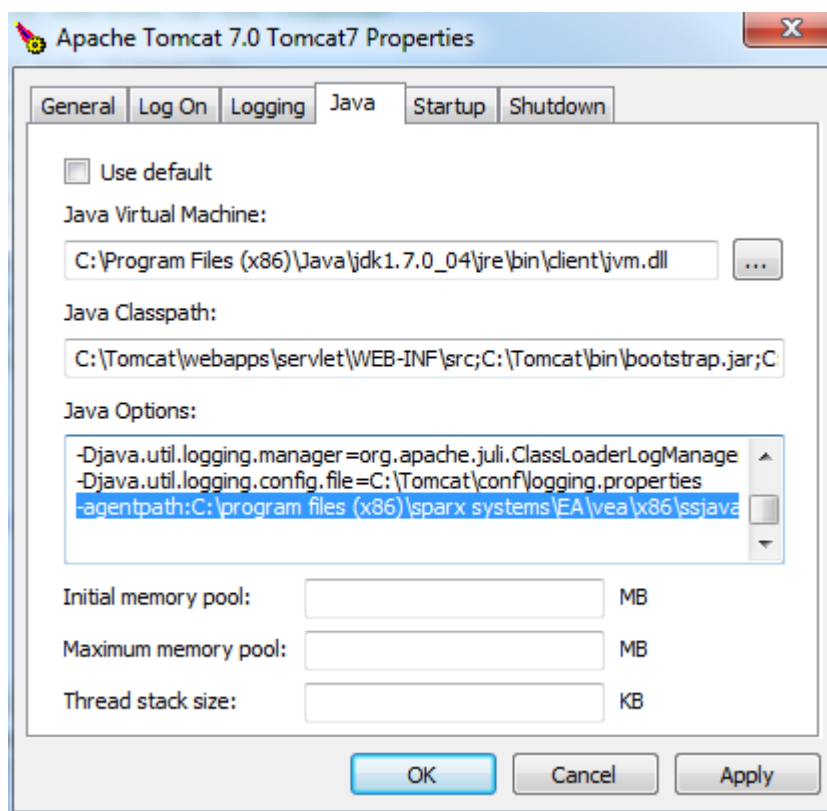 Apache Tomcat 7.0 Tomcat7 Properties
General Log On Logging Java Startup Shutdown
Use default
Java Virtual Machine:
C:\Program Files (x86)\Java\jdk1.7.0_04\jre\bin\client\jvm.dll ...
Java Classpath:
C:\Tomcat\webapps\servlet\WEB-INF\src;C:\Tomcat\bin\bootstrap.jar;C:
Java Options:
-Djava.util.logging.manager=org.apache.juli.ClassLoaderLogManager
-Djava.util.logging.config.file=C:\Tomcat\conf\logging.properties
-agentpath:C:\program files (x86)\sparx systems\EA\vea\x86\ssjava
Initial memory pool: MB
Maximum memory pool: MB
Thread stack size: KB
OK Cancel Apply